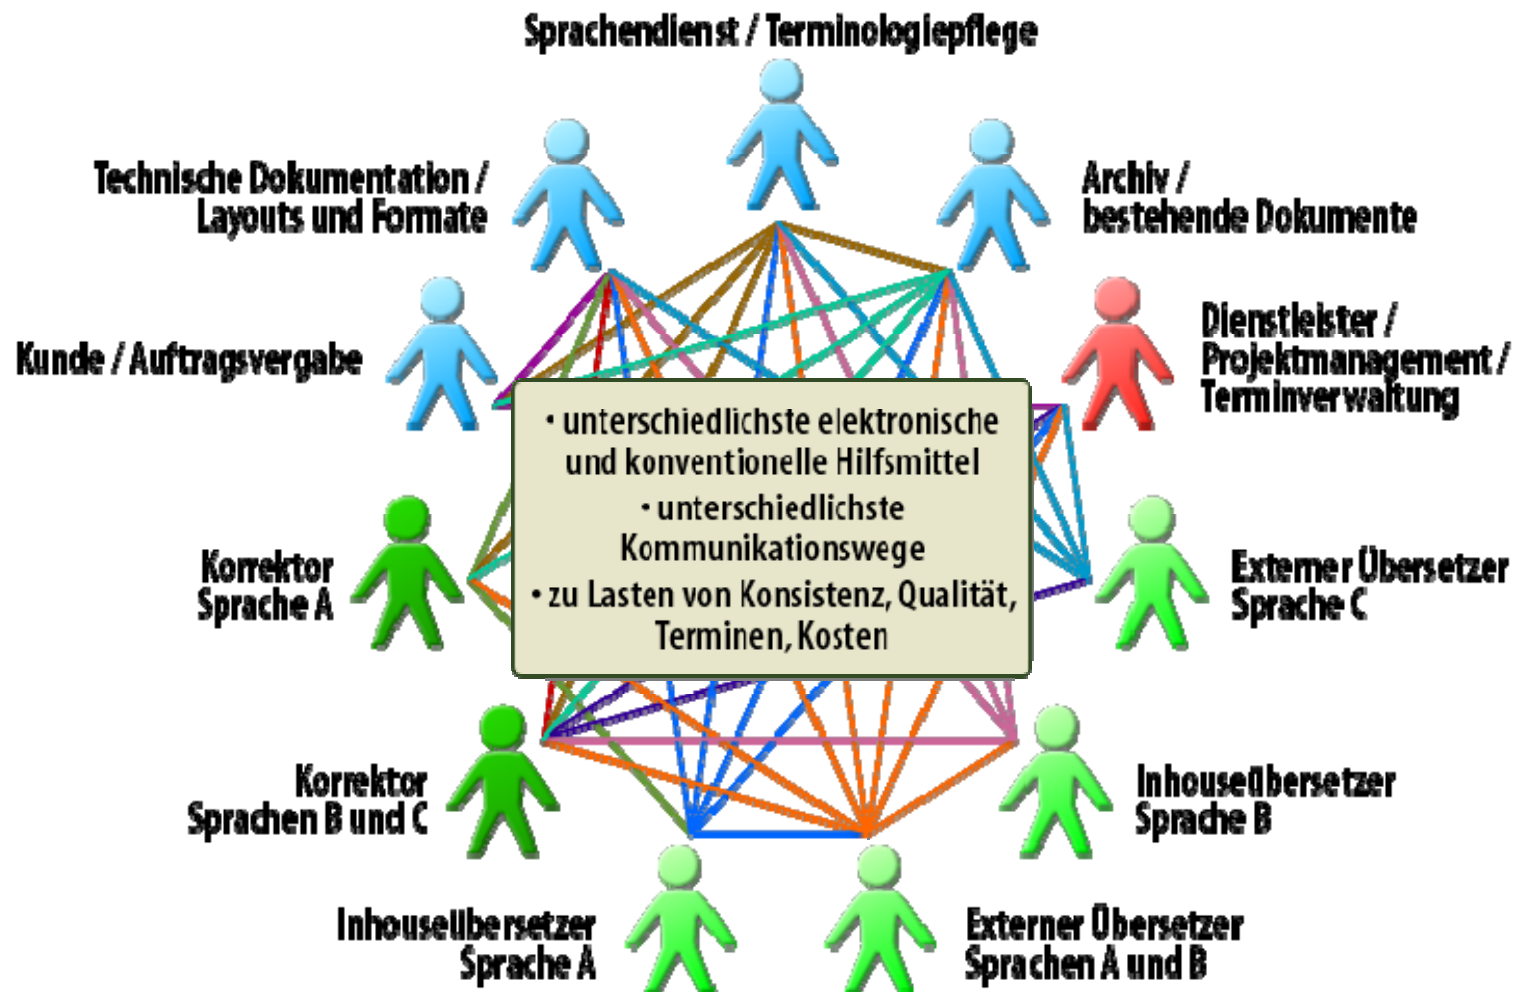 Sprachendienst / Terminologiepflege
Technische Dokumentation /
Layouts und Formate
Archiv /
bestehende Dokumente
Kunde / Auftragsvergabe
Dienstleister /
Projektmanagement /
Terminverwaltung
• unterschiedlichste elektronische
und konventionelle Hilfsmittel
• unterschiedlichste
Kommunikationswege
• zu Lasten von Konsistenz, Qualität,
Terminen, Kosten
Korrektor
Sprache A
Externer Übersetzer
Sprache C
Korrektor
Sprachen B und C
Inhouseübersetzer
Sprache B
Inhouseübersetzer
Sprache A
Externer Übersetzer
Sprachen A und B